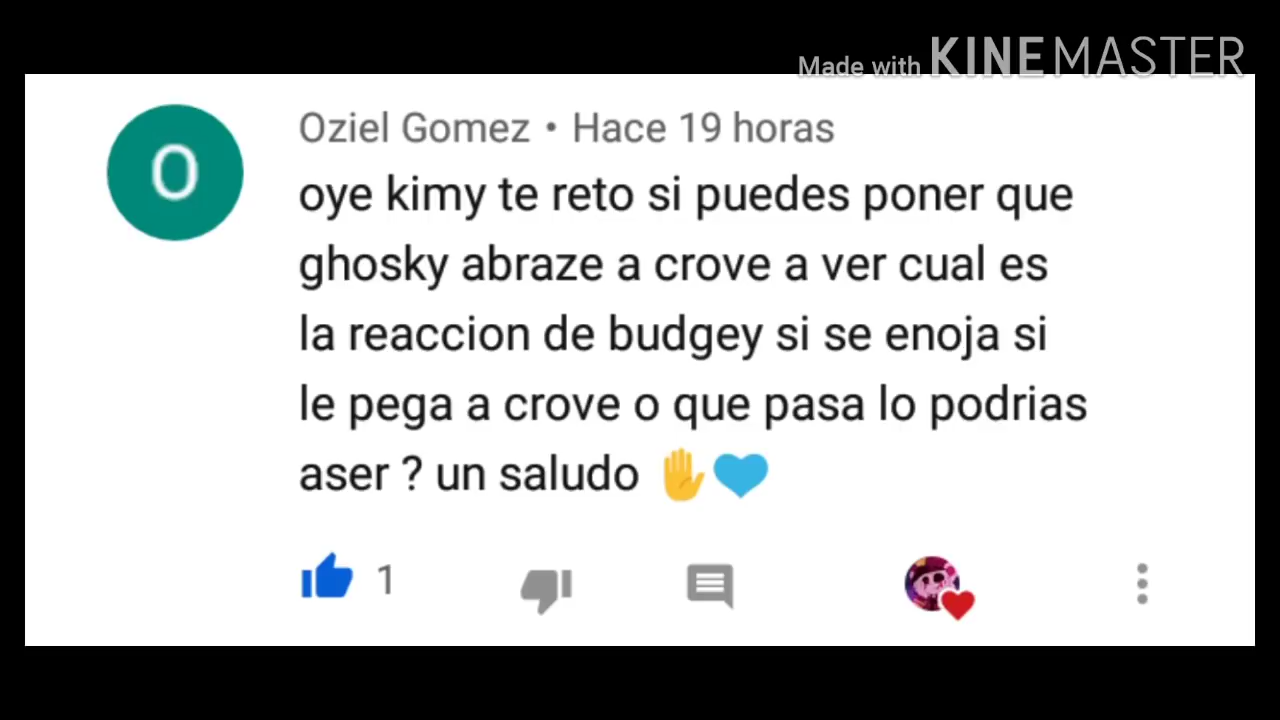 Made with KINEMASTER
O
Oziel Gomez • Hace 19 horas
oye kimy te reto si puedes poner que
ghosky abraze a crove a ver cual es
la reaccion de budgey si se enoja si
le pega a crove o que pasa lo podrias
aser ? un saludo 🤚💙
1